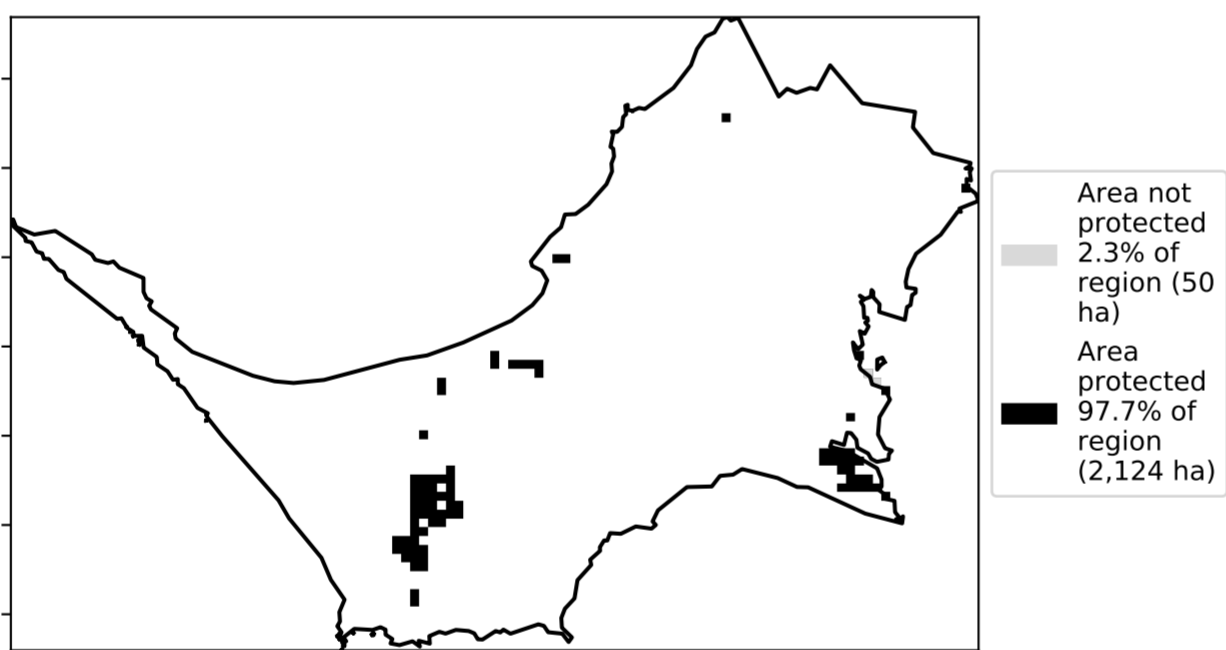 Area not
protected
2.3% of
region (50
ha)
Area
protected
97.7% of
region
(2,124 ha)